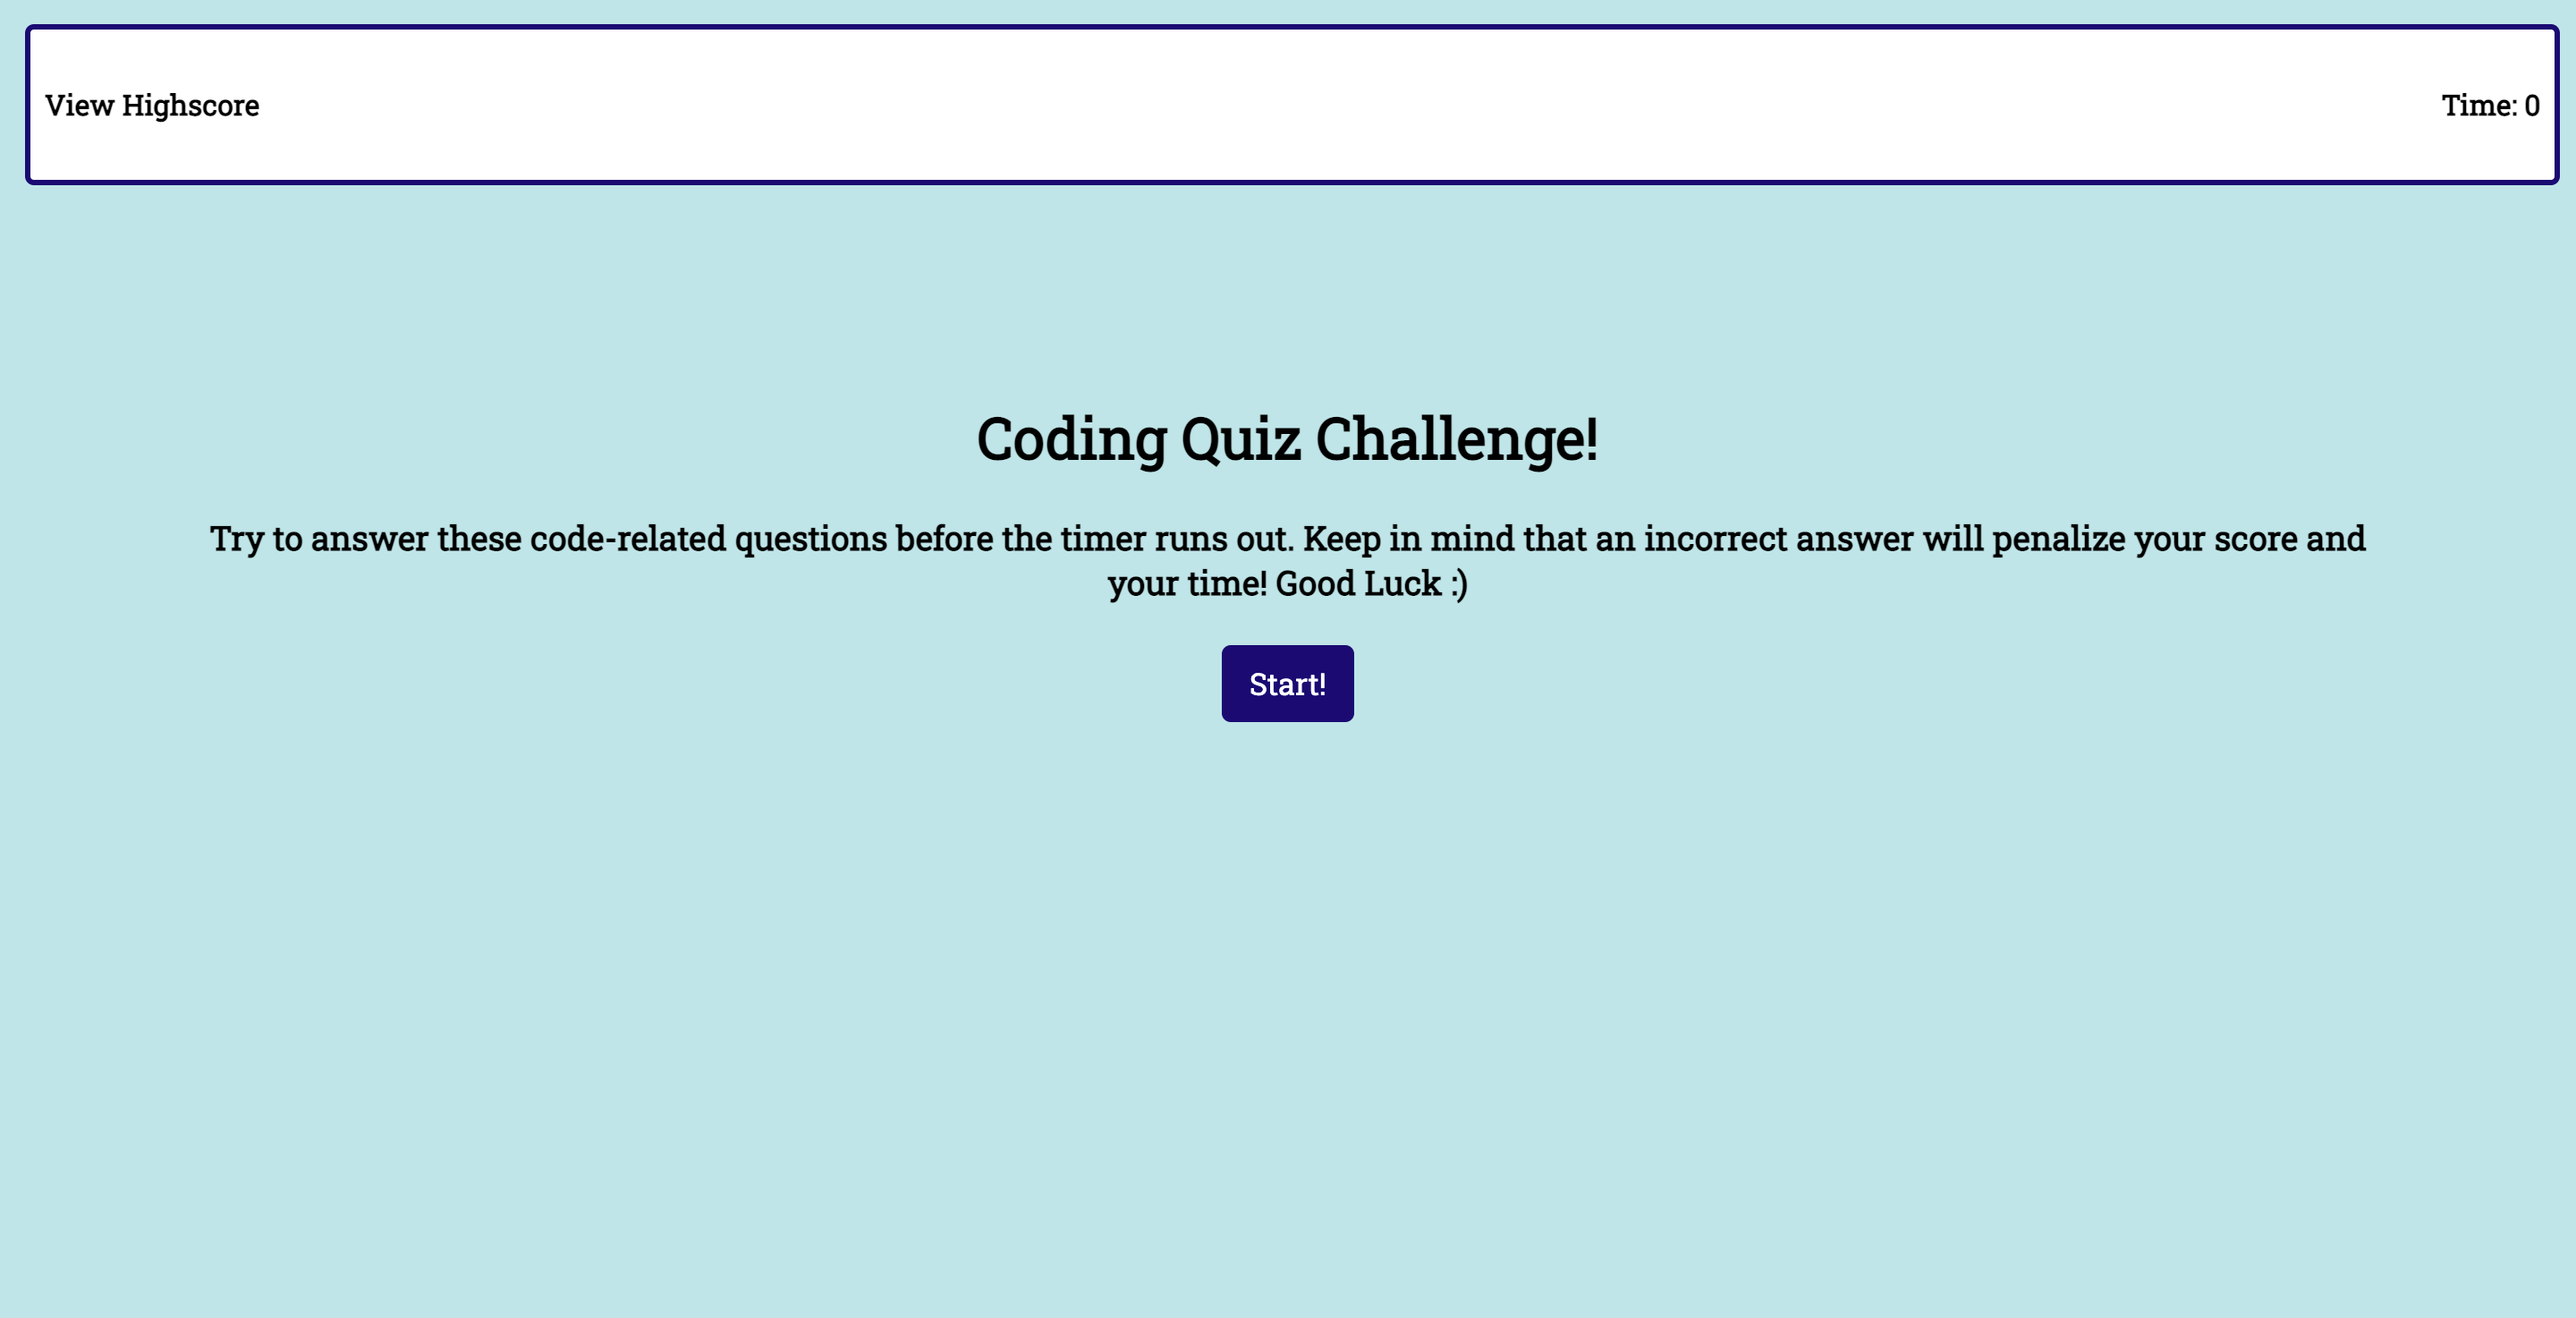 View Highscore
Time: 0
Coding Quiz Challenge!
Try to answer these code-related questions before the timer runs out. Keep in mind that an incorrect answer will penalize your score and
your time! Good Luck :)
Start!